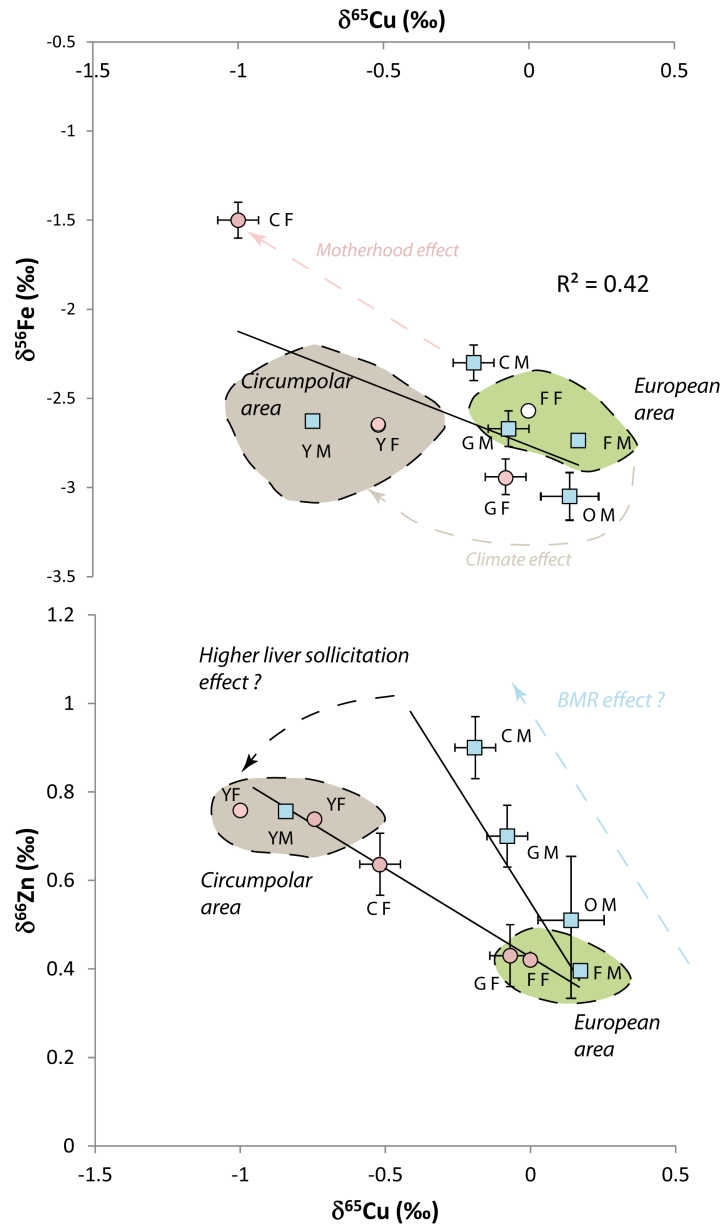 δ⁶⁵Cu (‰)
-0.5
-1.5 -1 -0.5 0 0.5
-1
-1.5
C F
Motherhood effect
R² = 0.42
-2
δ⁵⁶Fe (‰)
C M
Circumpolar
area
European
area
-2.5
F F
Y M
Y F
G M
F M
-3
G F
O M
Climate effect
-3.5
1.2
Higher liver sollicitation
effect ?
1
BMR effect ?
C M
0.8
YF
YF
YM
G M
Circumpolar
area
δ⁶⁶Zn (‰)
0.6
C F
O M
0.4
G F
F F
F M
European
area
0.2
0
-1.5 -1 -0.5 0 0.5
δ⁶⁵Cu (‰)